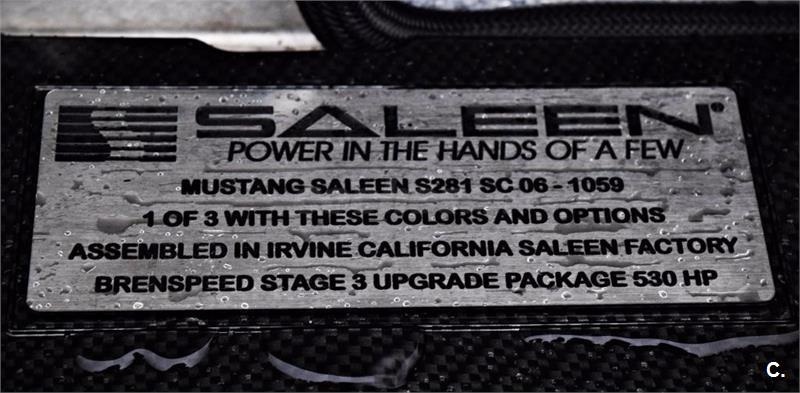 SALEEN®
POWER IN THE HANDS OF A FEW
MUSTANG SALEEN S281 SC 06 - 1059
1 OF 3 WITH THESE COLORS AND OPTIONS
ASSEMBLED IN IRVINE CALIFORNIA SALEEN FACTORY
BRENSPEED STAGE 3 UPGRADE PACKAGE 530 HP
C.